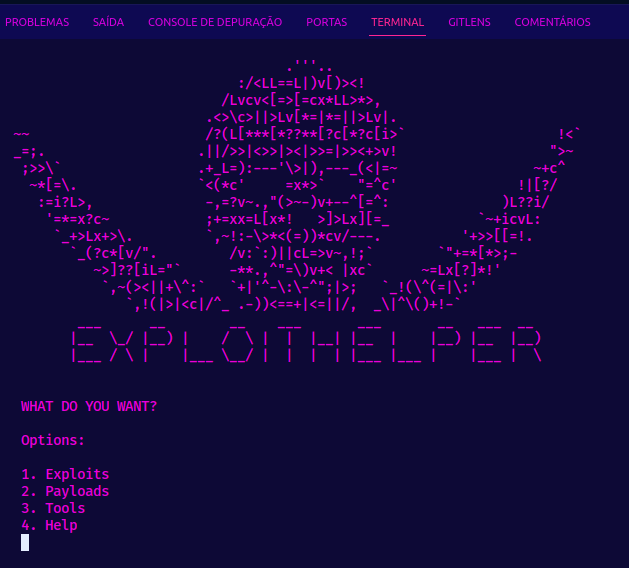 PROBLEMAS SAÍDA CONSOLE DE DEPURAÇÃO PORTAS TERMINAL GITLENS COMENTÁRIOS
WHAT DO YOU WANT?
Options:
1. Exploits
2. Payloads
3. Tools
4. Help